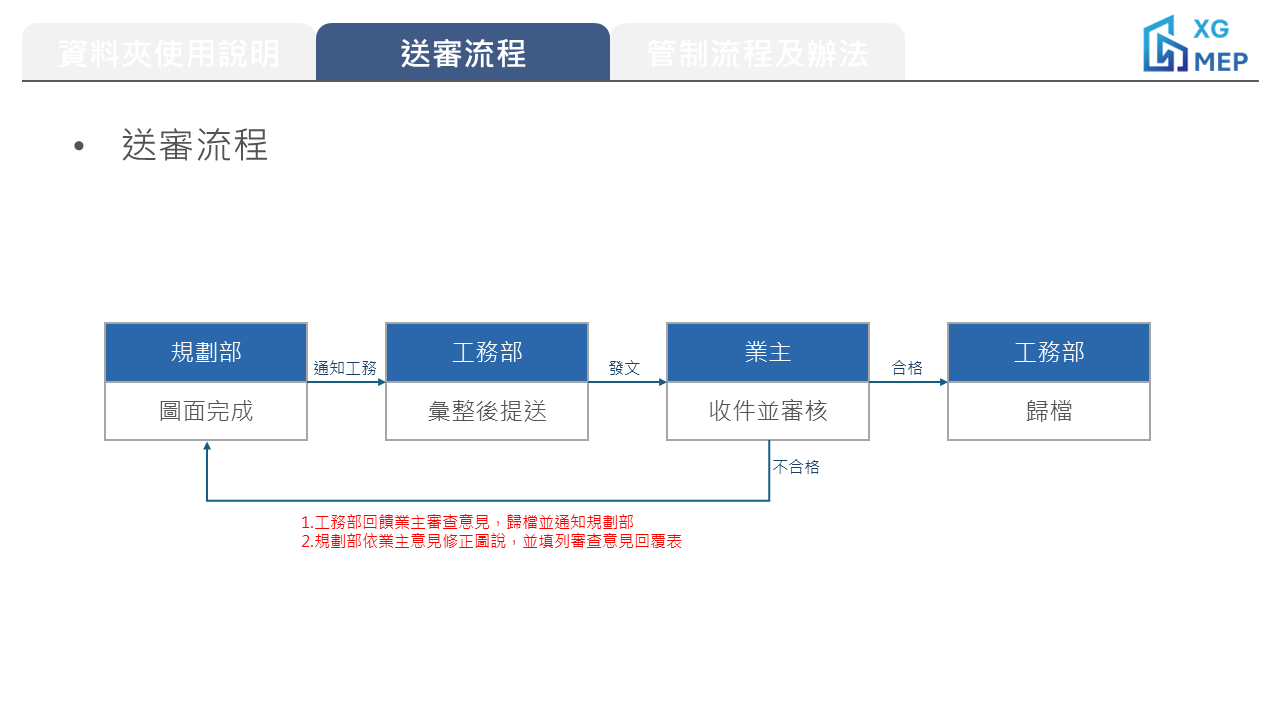 資料夾使用說明
送審流程
管制流程及辦法
XG
MEP
• 送審流程
規劃部
圖面完成
通知工務
工務部
彙整後提送
發文
業主
收件並審核
合格
工務部
歸檔
不合格
1.工務部回饋業主審查意見，歸檔並通知規劃部
2.規劃部依業主意見修正圖說，並填列審查意見回覆表